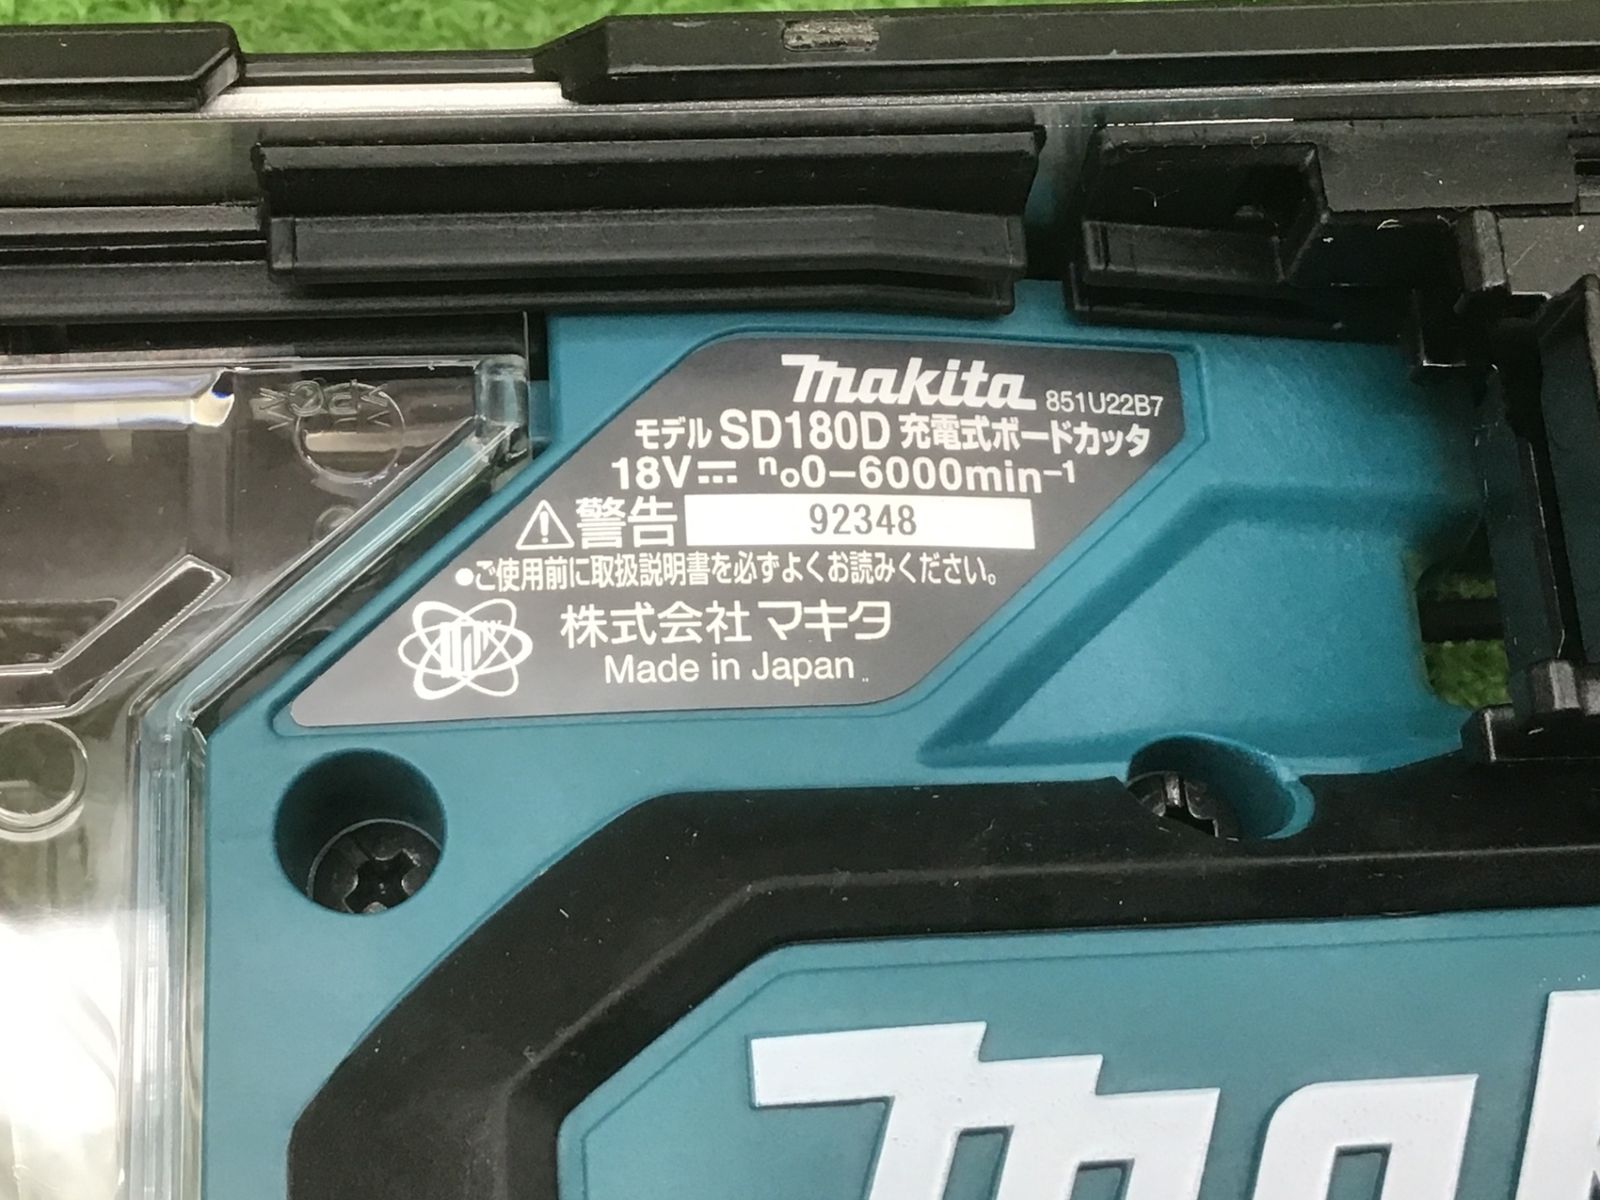 makita 851U22B7
モデル SD180D 充電式ボードカッタ
18V⎓ n₀0-6000min⁻¹
⚠警告 92348
●ご使用前に取扱説明書を必ずよくお読みください。
株式会社マキタ
Made in Japan
mak